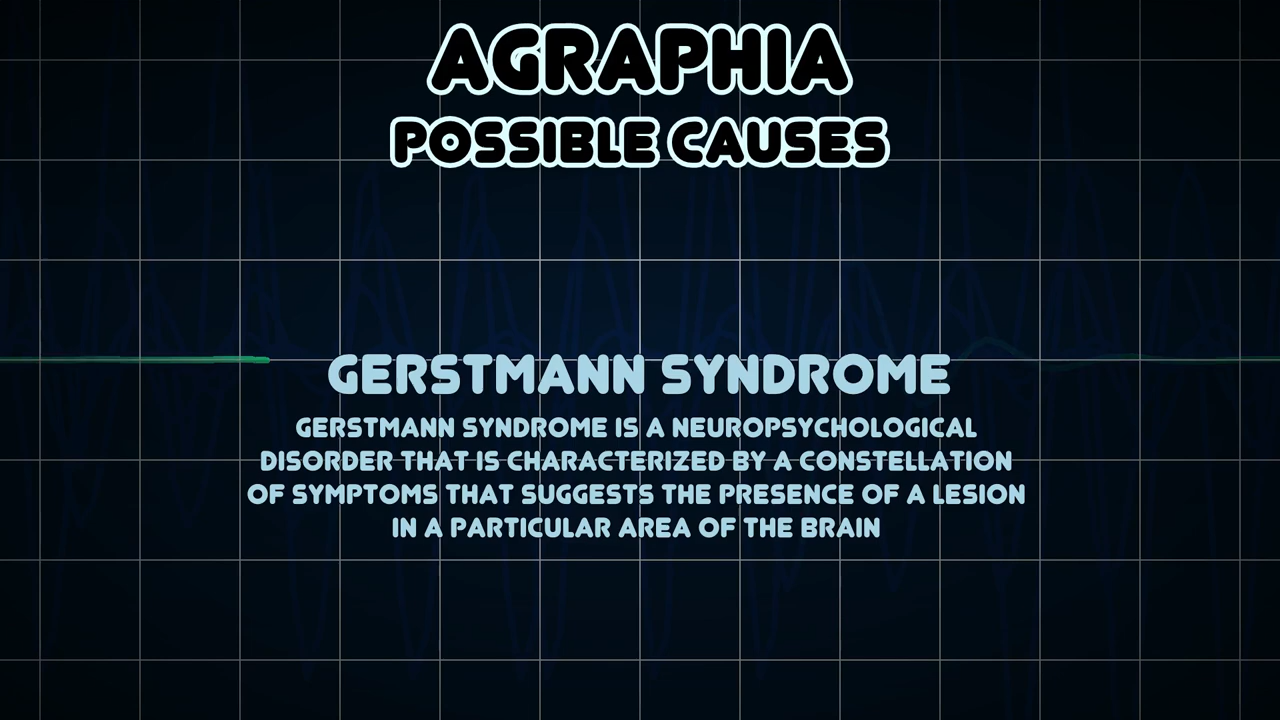 AGRAPHIA
POSSIBLE CAUSES
GERSTMANN SYNDROME
GERSTMANN SYNDROME IS A NEUROPSYCHOLOGICAL
DISORDER THAT IS CHARACTERIZED BY A CONSTELLATION
OF SYMPTOMS THAT SUGGESTS THE PRESENCE OF A LESION
IN A PARTICULAR AREA OF THE BRAIN